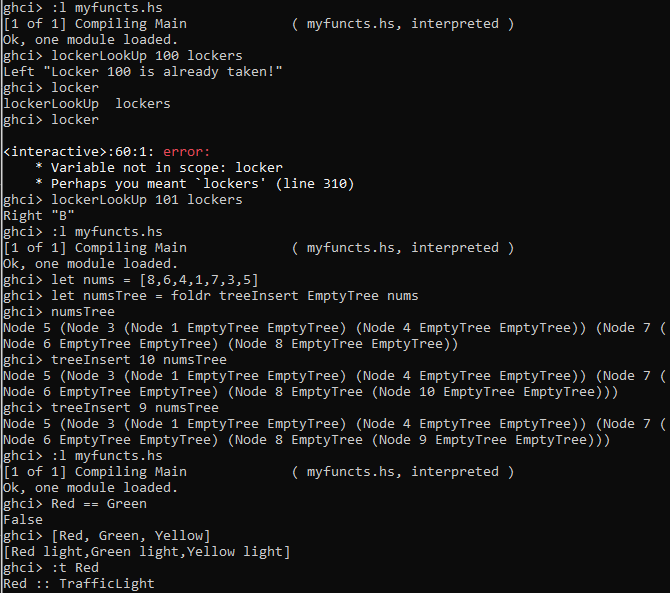 ghci> :l myfuncts.hs
[1 of 1] Compiling Main             ( myfuncts.hs, interpreted )
Ok, one module loaded.
ghci> lockerLookUp 100 lockers
Left "Locker 100 is already taken!"
ghci> locker
lockerLookUp  lockers
ghci> locker

<interactive>:60:1: error:
    * Variable not in scope: locker
    * Perhaps you meant `lockers' (line 310)
ghci> lockerLookUp 101 lockers
Right "B"
ghci> :l myfuncts.hs
[1 of 1] Compiling Main             ( myfuncts.hs, interpreted )
Ok, one module loaded.
ghci> let nums = [8,6,4,1,7,3,5]
ghci> let numsTree = foldr treeInsert EmptyTree nums
ghci> numsTree
Node 5 (Node 3 (Node 1 EmptyTree EmptyTree) (Node 4 EmptyTree EmptyTree)) (Node 7 (
Node 6 EmptyTree EmptyTree) (Node 8 EmptyTree EmptyTree))
ghci> treeInsert 10 numsTree
Node 5 (Node 3 (Node 1 EmptyTree EmptyTree) (Node 4 EmptyTree EmptyTree)) (Node 7 (
Node 6 EmptyTree EmptyTree) (Node 8 EmptyTree (Node 10 EmptyTree EmptyTree)))
ghci> treeInsert 9 numsTree
Node 5 (Node 3 (Node 1 EmptyTree EmptyTree) (Node 4 EmptyTree EmptyTree)) (Node 7 (
Node 6 EmptyTree EmptyTree) (Node 8 EmptyTree (Node 9 EmptyTree EmptyTree)))
ghci> :l myfuncts.hs
[1 of 1] Compiling Main             ( myfuncts.hs, interpreted )
Ok, one module loaded.
ghci> Red == Green
False
ghci> [Red, Green, Yellow]
[Red light,Green light,Yellow light]
ghci> :t Red
Red :: TrafficLight